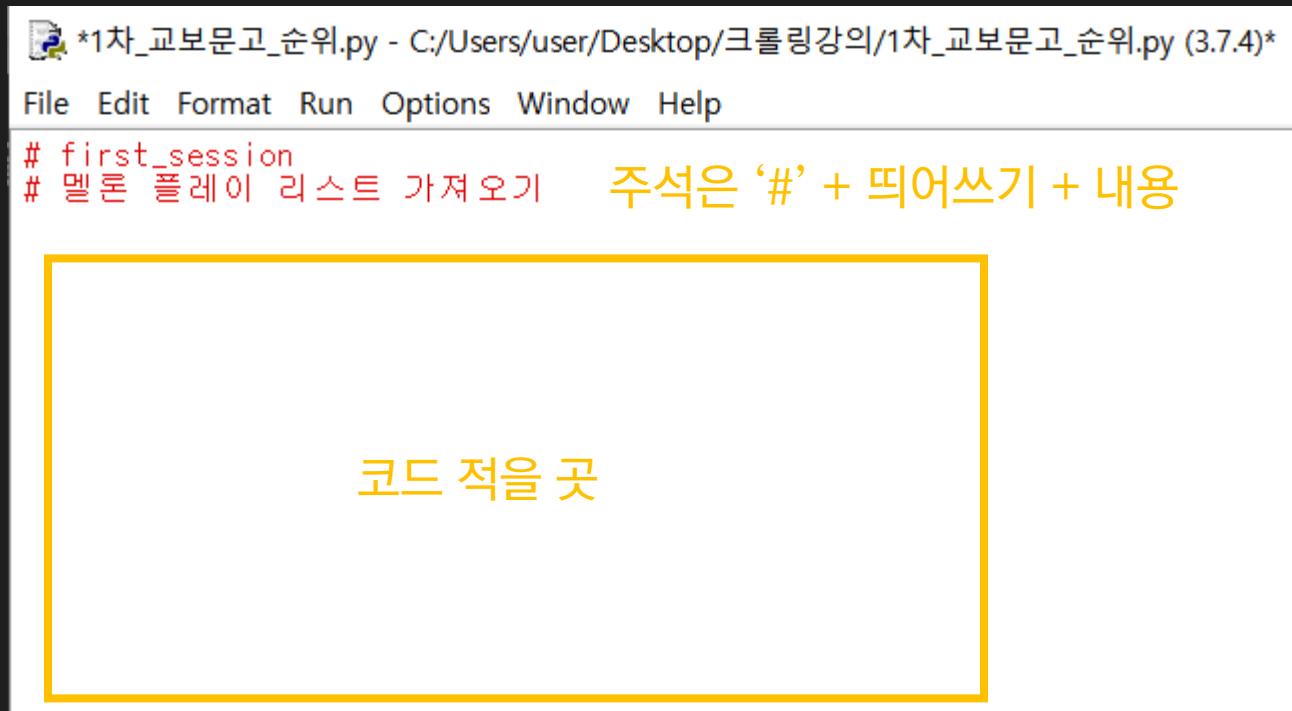 *1차_교보문고_순위.py - C:/Users/user/Desktop/크롤링강의/1차_교보문고_순위.py (3.7.4)*
File Edit Format Run Options Window Help
# first_session
# 멜론 플레이 리스트 가져오기
주석은 ‘#’ + 띄어쓰기 + 내용
코드 적을 곳